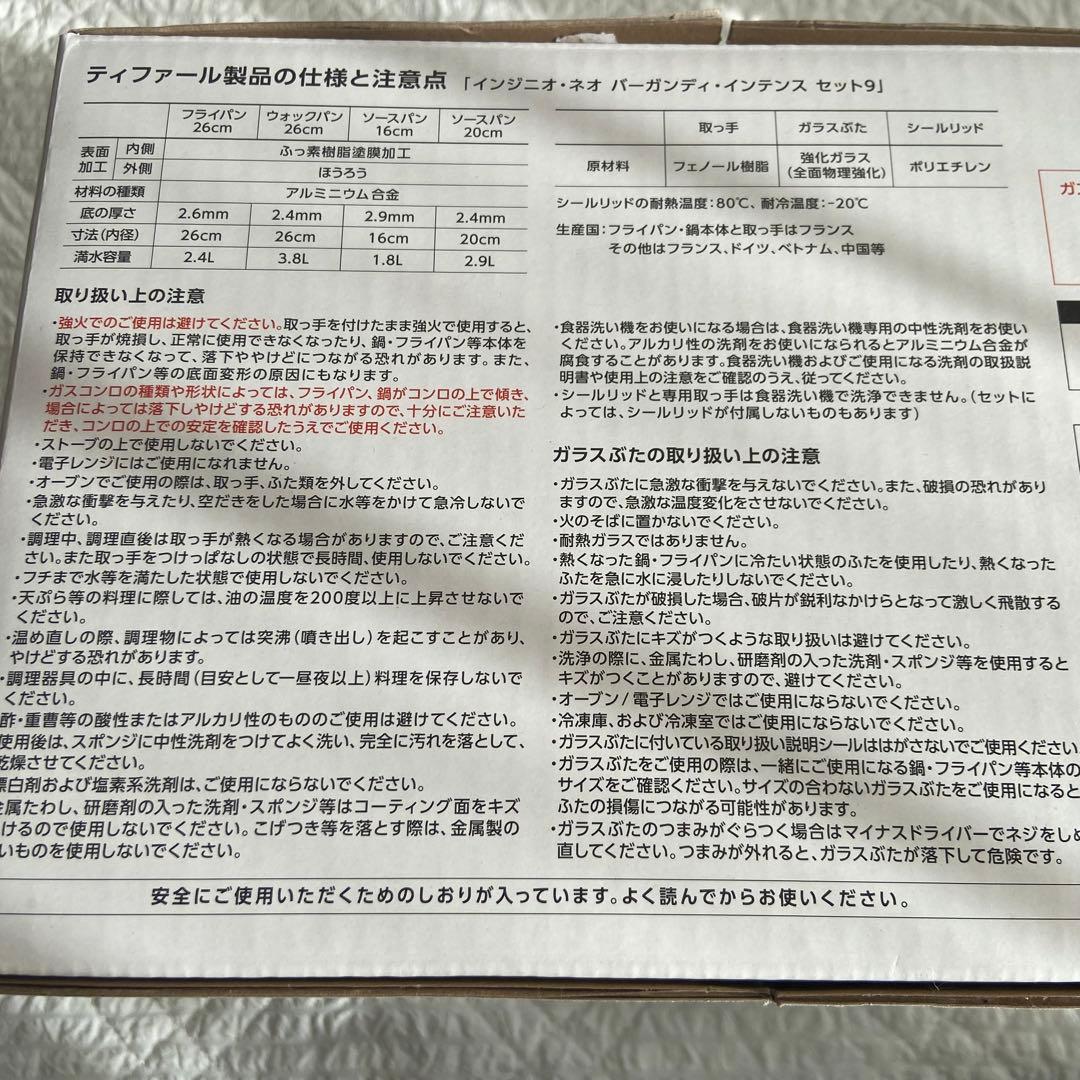 ティファール製品の仕様と注意点 「インジニオ・ネオ バーガンディ・インテンス セット9」
フライパン 26cm ウォックパン 26cm ソースパン 16cm ソースパン 20cm
表面加工 内側 ふっ素樹脂塗膜加工
外側 ほうろう
材料の種類 アルミニウム合金
底の厚さ 2.6mm 2.4mm 2.9mm 2.4mm
寸法(内径) 26cm 26cm 16cm 20cm
満水容量 2.4L 3.8L 1.8L 2.9L
取っ手 ガラスぶた シールリッド
原材料 フェノール樹脂 強化ガラス(全面物理強化) ポリエチレン
シールリッドの耐熱温度:80℃、耐冷温度:-20℃
生産国:フライパン・鍋本体と取っ手はフランス
その他はフランス、ドイツ、ベトナム、中国等
取り扱い上の注意
・強火でのご使用は避けてください。取っ手を付けたまま強火で使用すると、
取っ手が焼損し、正常に使用できなくなったり、鍋・フライパン等本体を
保持できなくなって、落下ややけどにつながる恐れがあります。また、
鍋・フライパン等の底面変形の原因にもなります。
・ガスコンロの種類や形状によっては、フライパン、鍋がコンロの上で傾き、
場合によっては落下しやけどする恐れがありますので、十分にご注意いた
だき、コンロの上での安定を確認したうえでご使用ください。
・ストーブの上で使用しないでください。
・電子レンジにはご使用になれません。
・オーブンでご使用の際は、取っ手、ふた類を外してください。
・急激な衝撃を与えたり、空だきをした場合に水等をかけて急冷しないで
ください。
・調理中、調理直後は取っ手が熱くなる場合がありますので、ご注意くだ
さい。また取っ手をつけっぱなしの状態で長時間、使用しないでください。
・フチまで水等を満たした状態で使用しないでください。
・天ぷら等の料理に際しては、油の温度を200度以上に上昇させないで
ください。
・温め直しの際、調理物によっては突沸(噴き出し)を起こすことがあり、
やけどする恐れがあります。
・調理器具の中に、長時間(目安として一昼夜以上)料理を保存しないで
ください。
酢・重曹等の酸性またはアルカリ性のもののご使用は避けてください。
使用後は、スポンジに中性洗剤をつけてよく洗い、完全に汚れを落として、
乾燥させてください。
漂白剤および塩素系洗剤は、ご使用にならないでください。
金属たわし、研磨剤の入った洗剤・スポンジ等はコーティング面をキズ
けるので使用しないでください。こげつき等を落とす際は、金属製の
いものを使用しないでください。
・食器洗い機をお使いになる場合は、食器洗い機専用の中性洗剤をお使い
ください。アルカリ性の洗剤をお使いになられるとアルミニウム合金が
腐食することがあります。食器洗い機およびご使用になる洗剤の取扱説
明書や使用上の注意をご確認のうえ、従ってください。
・シールリッドと専用取っ手は食器洗い機で洗浄できません。(セットに
よっては、シールリッドが付属しないものもあります)
ガラスぶたの取り扱い上の注意
・ガラスぶたに急激な衝撃を与えないでください。また、破損の恐れがあり
ますので、急激な温度変化をさせないでください。
・火のそばに置かないでください。
・耐熱ガラスではありません。
・熱くなった鍋・フライパンに冷たい状態のふたを使用したり、熱くなった
ふたを急に水に浸したりしないでください。
・ガラスぶたが破損した場合、破片が鋭利なかけらとなって激しく飛散する
ので、ご注意ください。
・ガラスぶたにキズがつくような取り扱いは避けてください。
・洗浄の際に、金属たわし、研磨剤の入った洗剤・スポンジ等を使用すると
キズがつくことがありますので、避けてください。
・オーブン/電子レンジではご使用にならないでください。
・冷凍庫、および冷凍室ではご使用にならないでください。
・ガラスぶたに付いている取り扱い説明シールははがさないでご使用ください
・ガラスぶたをご使用の際は、一緒にご使用になる鍋・フライパン等本体の
サイズをご確認ください。サイズの合わないガラスぶたをご使用になると
ふたの損傷につながる可能性があります。
・ガラスぶたのつまみがぐらつく場合はマイナスドライバーでネジをしめ
直してください。つまみが外れると、ガラスぶたが落下して危険です。
安全にご使用いただくためのしおりが入っています。よく読んでからお使いください。
ガス